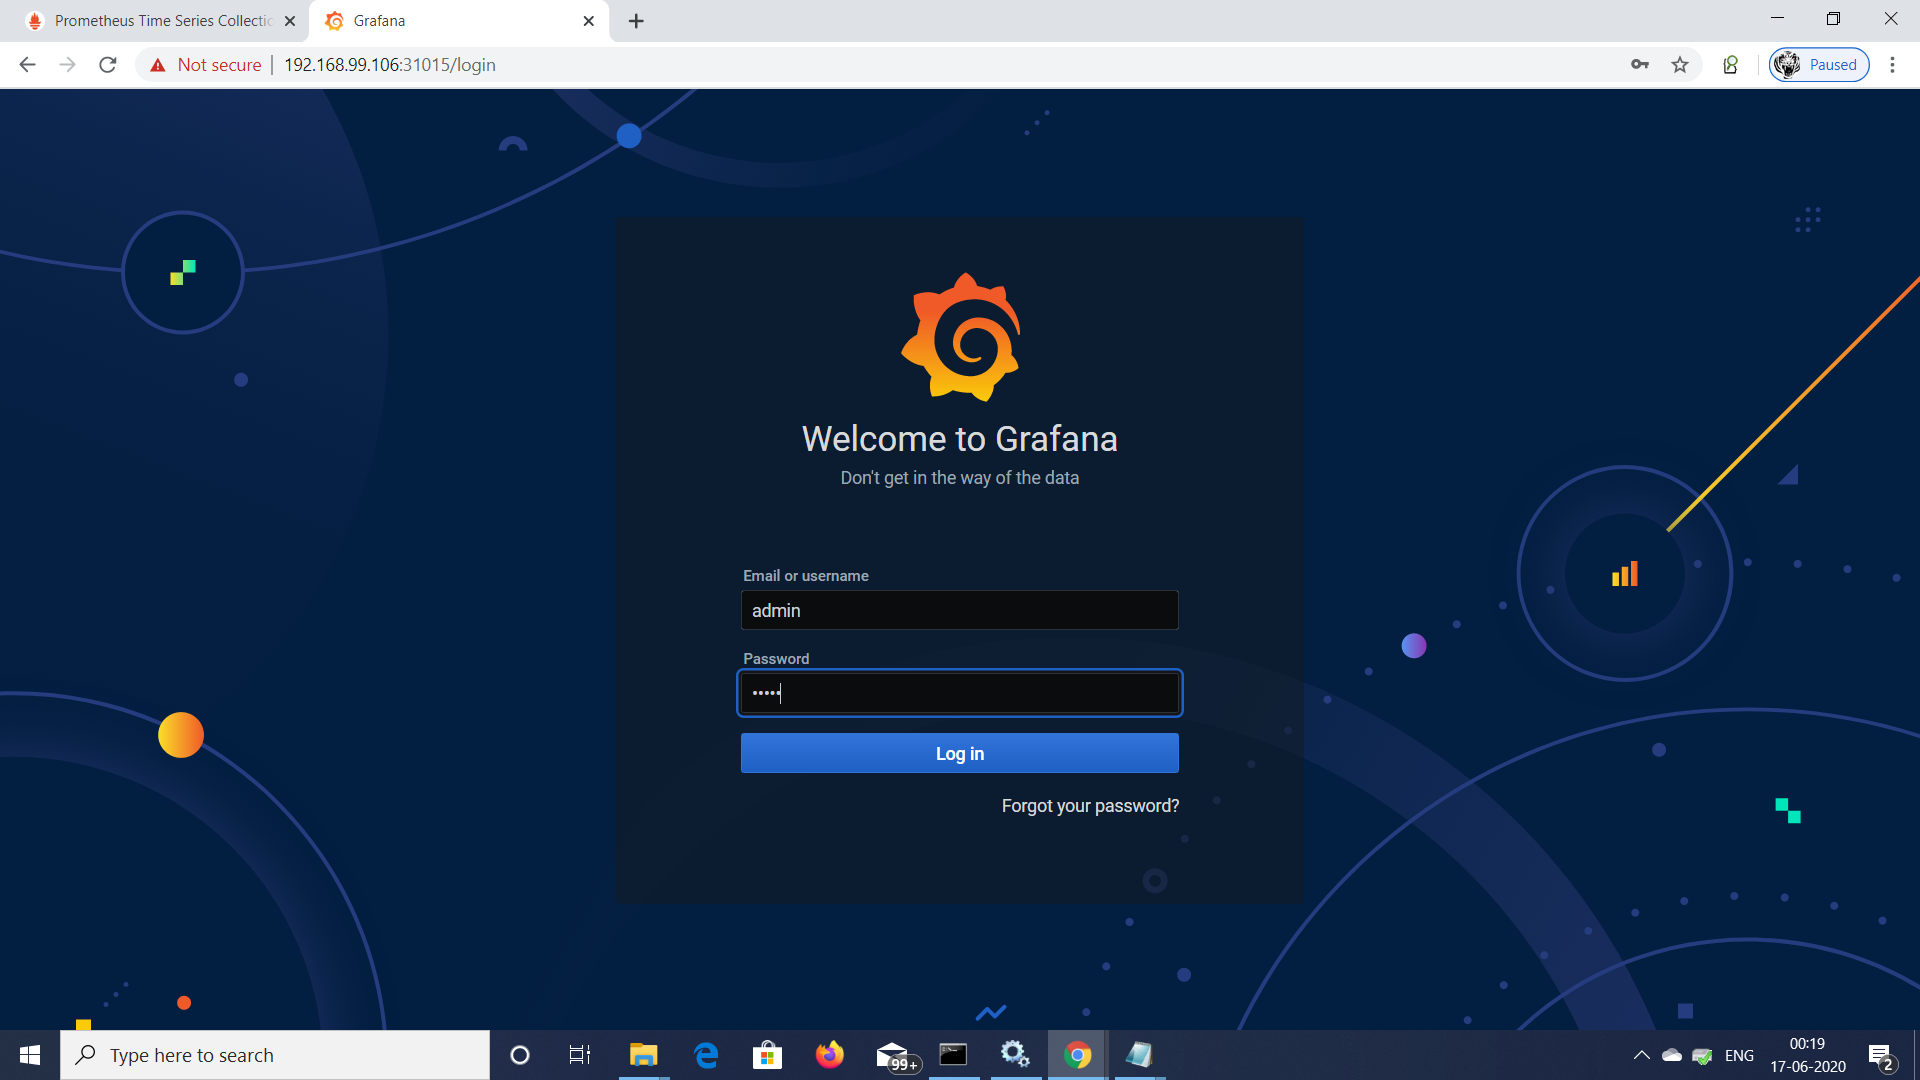 Prometheus Time Series Collectio
Grafana
Not secure
192.168.99.106:31015/login
Paused
Welcome to Grafana
Don't get in the way of the data
Email or username
admin
Password
•••••
Log in
Forgot your password?
Type here to search
99+
ENG
00:19
17-06-2020
2